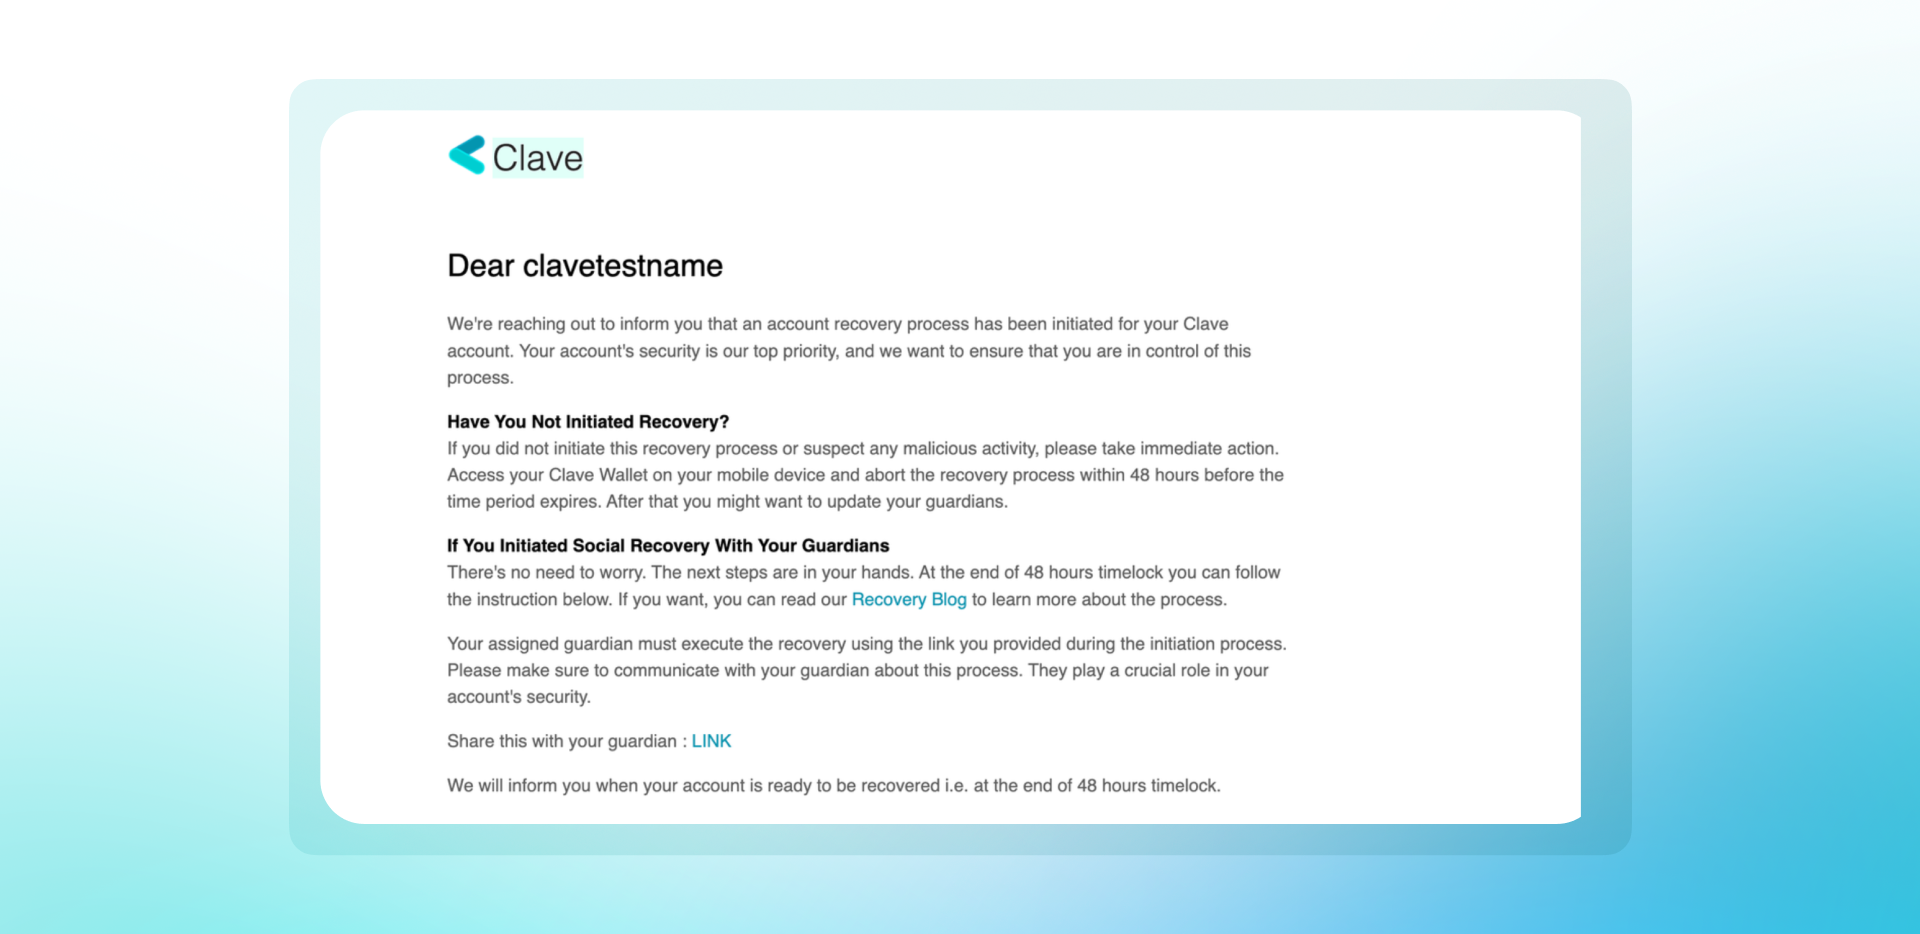 Clave
Dear clavetestname
We're reaching out to inform you that an account recovery process has been initiated for your Clave
account. Your account's security is our top priority, and we want to ensure that you are in control of this
process.
Have You Not Initiated Recovery?
If you did not initiate this recovery process or suspect any malicious activity, please take immediate action.
Access your Clave Wallet on your mobile device and abort the recovery process within 48 hours before the
time period expires. After that you might want to update your guardians.
If You Initiated Social Recovery With Your Guardians
There's no need to worry. The next steps are in your hands. At the end of 48 hours timelock you can follow
the instruction below. If you want, you can read our Recovery Blog to learn more about the process.
Your assigned guardian must execute the recovery using the link you provided during the initiation process.
Please make sure to communicate with your guardian about this process. They play a crucial role in your
account's security.
Share this with your guardian : LINK
We will inform you when your account is ready to be recovered i.e. at the end of 48 hours timelock.